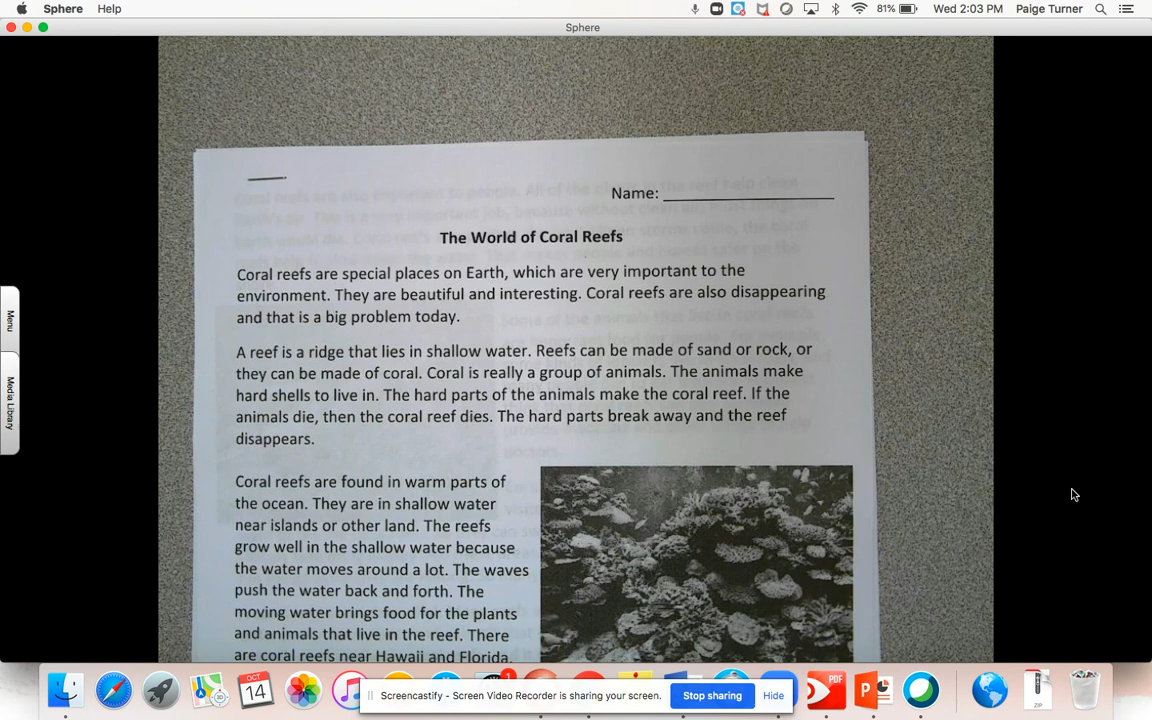 Sphere Help 81% Wed 2:03 PM Paige Turner
Sphere
Name:
The World of Coral Reefs
Coral reefs are special places on Earth, which are very important to the
environment. They are beautiful and interesting. Coral reefs are also disappearing
and that is a big problem today.
A reef is a ridge that lies in shallow water. Reefs can be made of sand or rock, or
they can be made of coral. Coral is really a group of animals. The animals make
hard shells to live in. The hard parts of the animals make the coral reef. If the
animals die, then the coral reef dies. The hard parts break away and the reef
disappears.
Coral reefs are found in warm parts of
the ocean. They are in shallow water
near islands or other land. The reefs
grow well in the shallow water because
the water moves around a lot. The waves
push the water back and forth. The
moving water brings food for the plants
and animals that live in the reef. There
are coral reefs near Hawaii and Florida.
Menu
Media Library
OCT
14
1
Screencastify - Screen Video Recorder is sharing your screen. Stop sharing Hide
PDF
P
ZIP